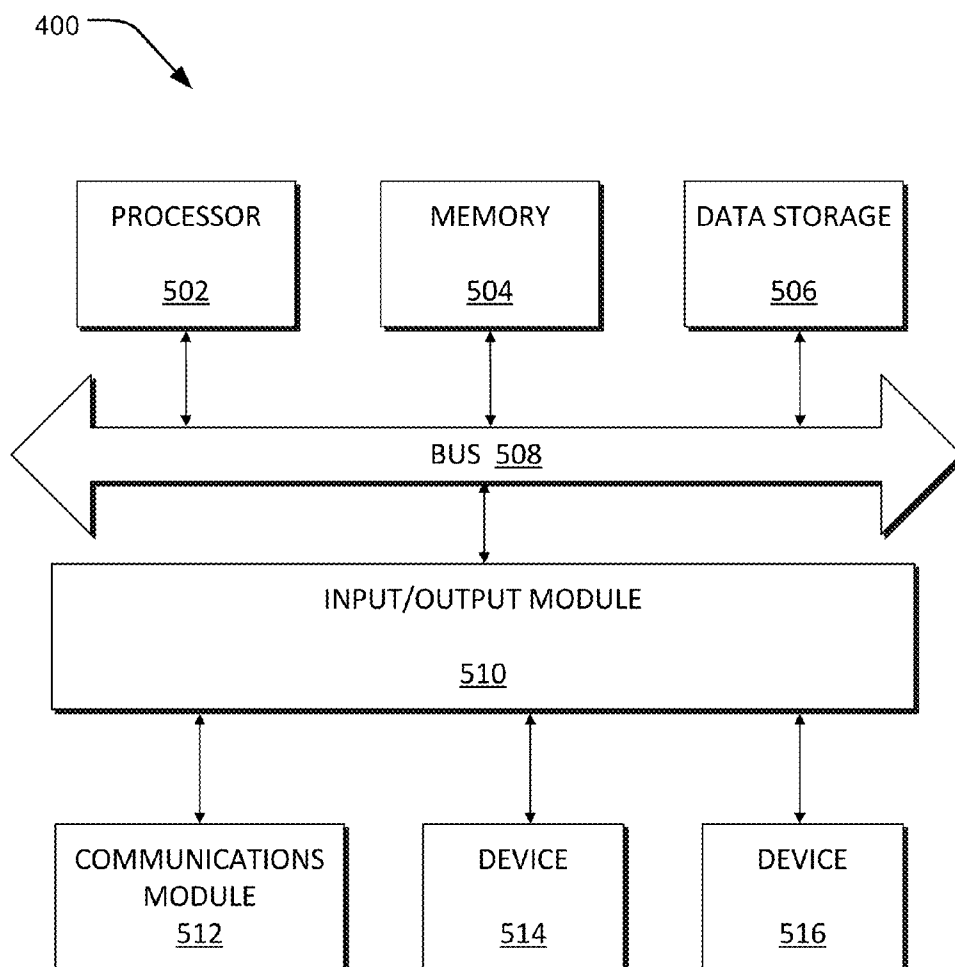 400
PROCESSOR
502
MEMORY
504
DATA STORAGE
506
BUS 508
INPUT/OUTPUT MODULE
510
COMMUNICATIONS
MODULE
512
DEVICE
514
DEVICE
516